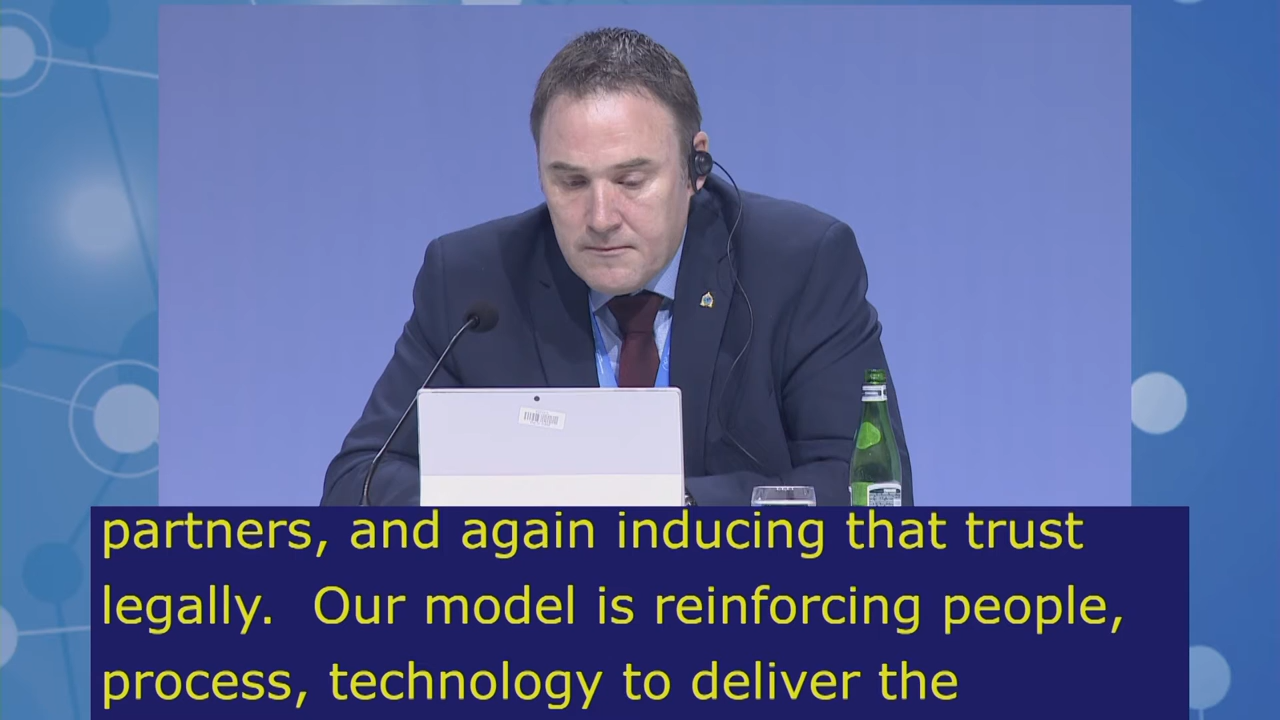 partners, and again inducing that trust
legally. Our model is reinforcing people,
process, technology to deliver the